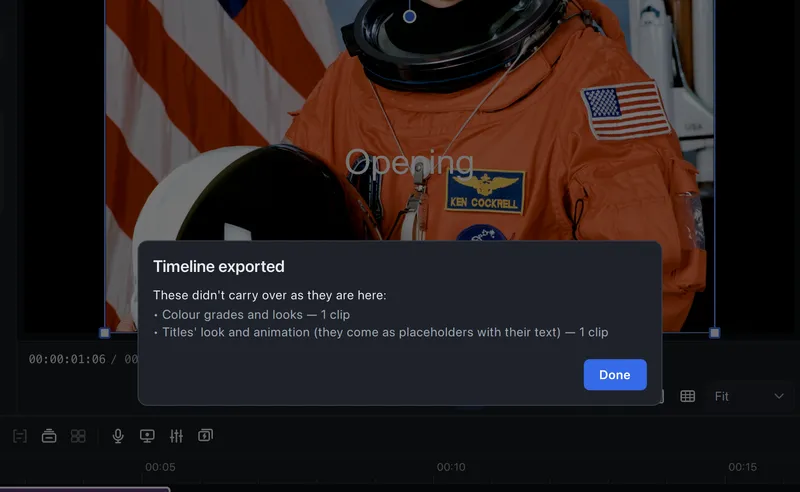 Opening
KEN COCKRELL
Timeline exported
These didn't carry over as they are here:
• Colour grades and looks — 1 clip
• Titles' look and animation (they come as placeholders with their text) — 1 clip
Done
00:00:01:06 / 00
Fit
00:05
00:10
00:15